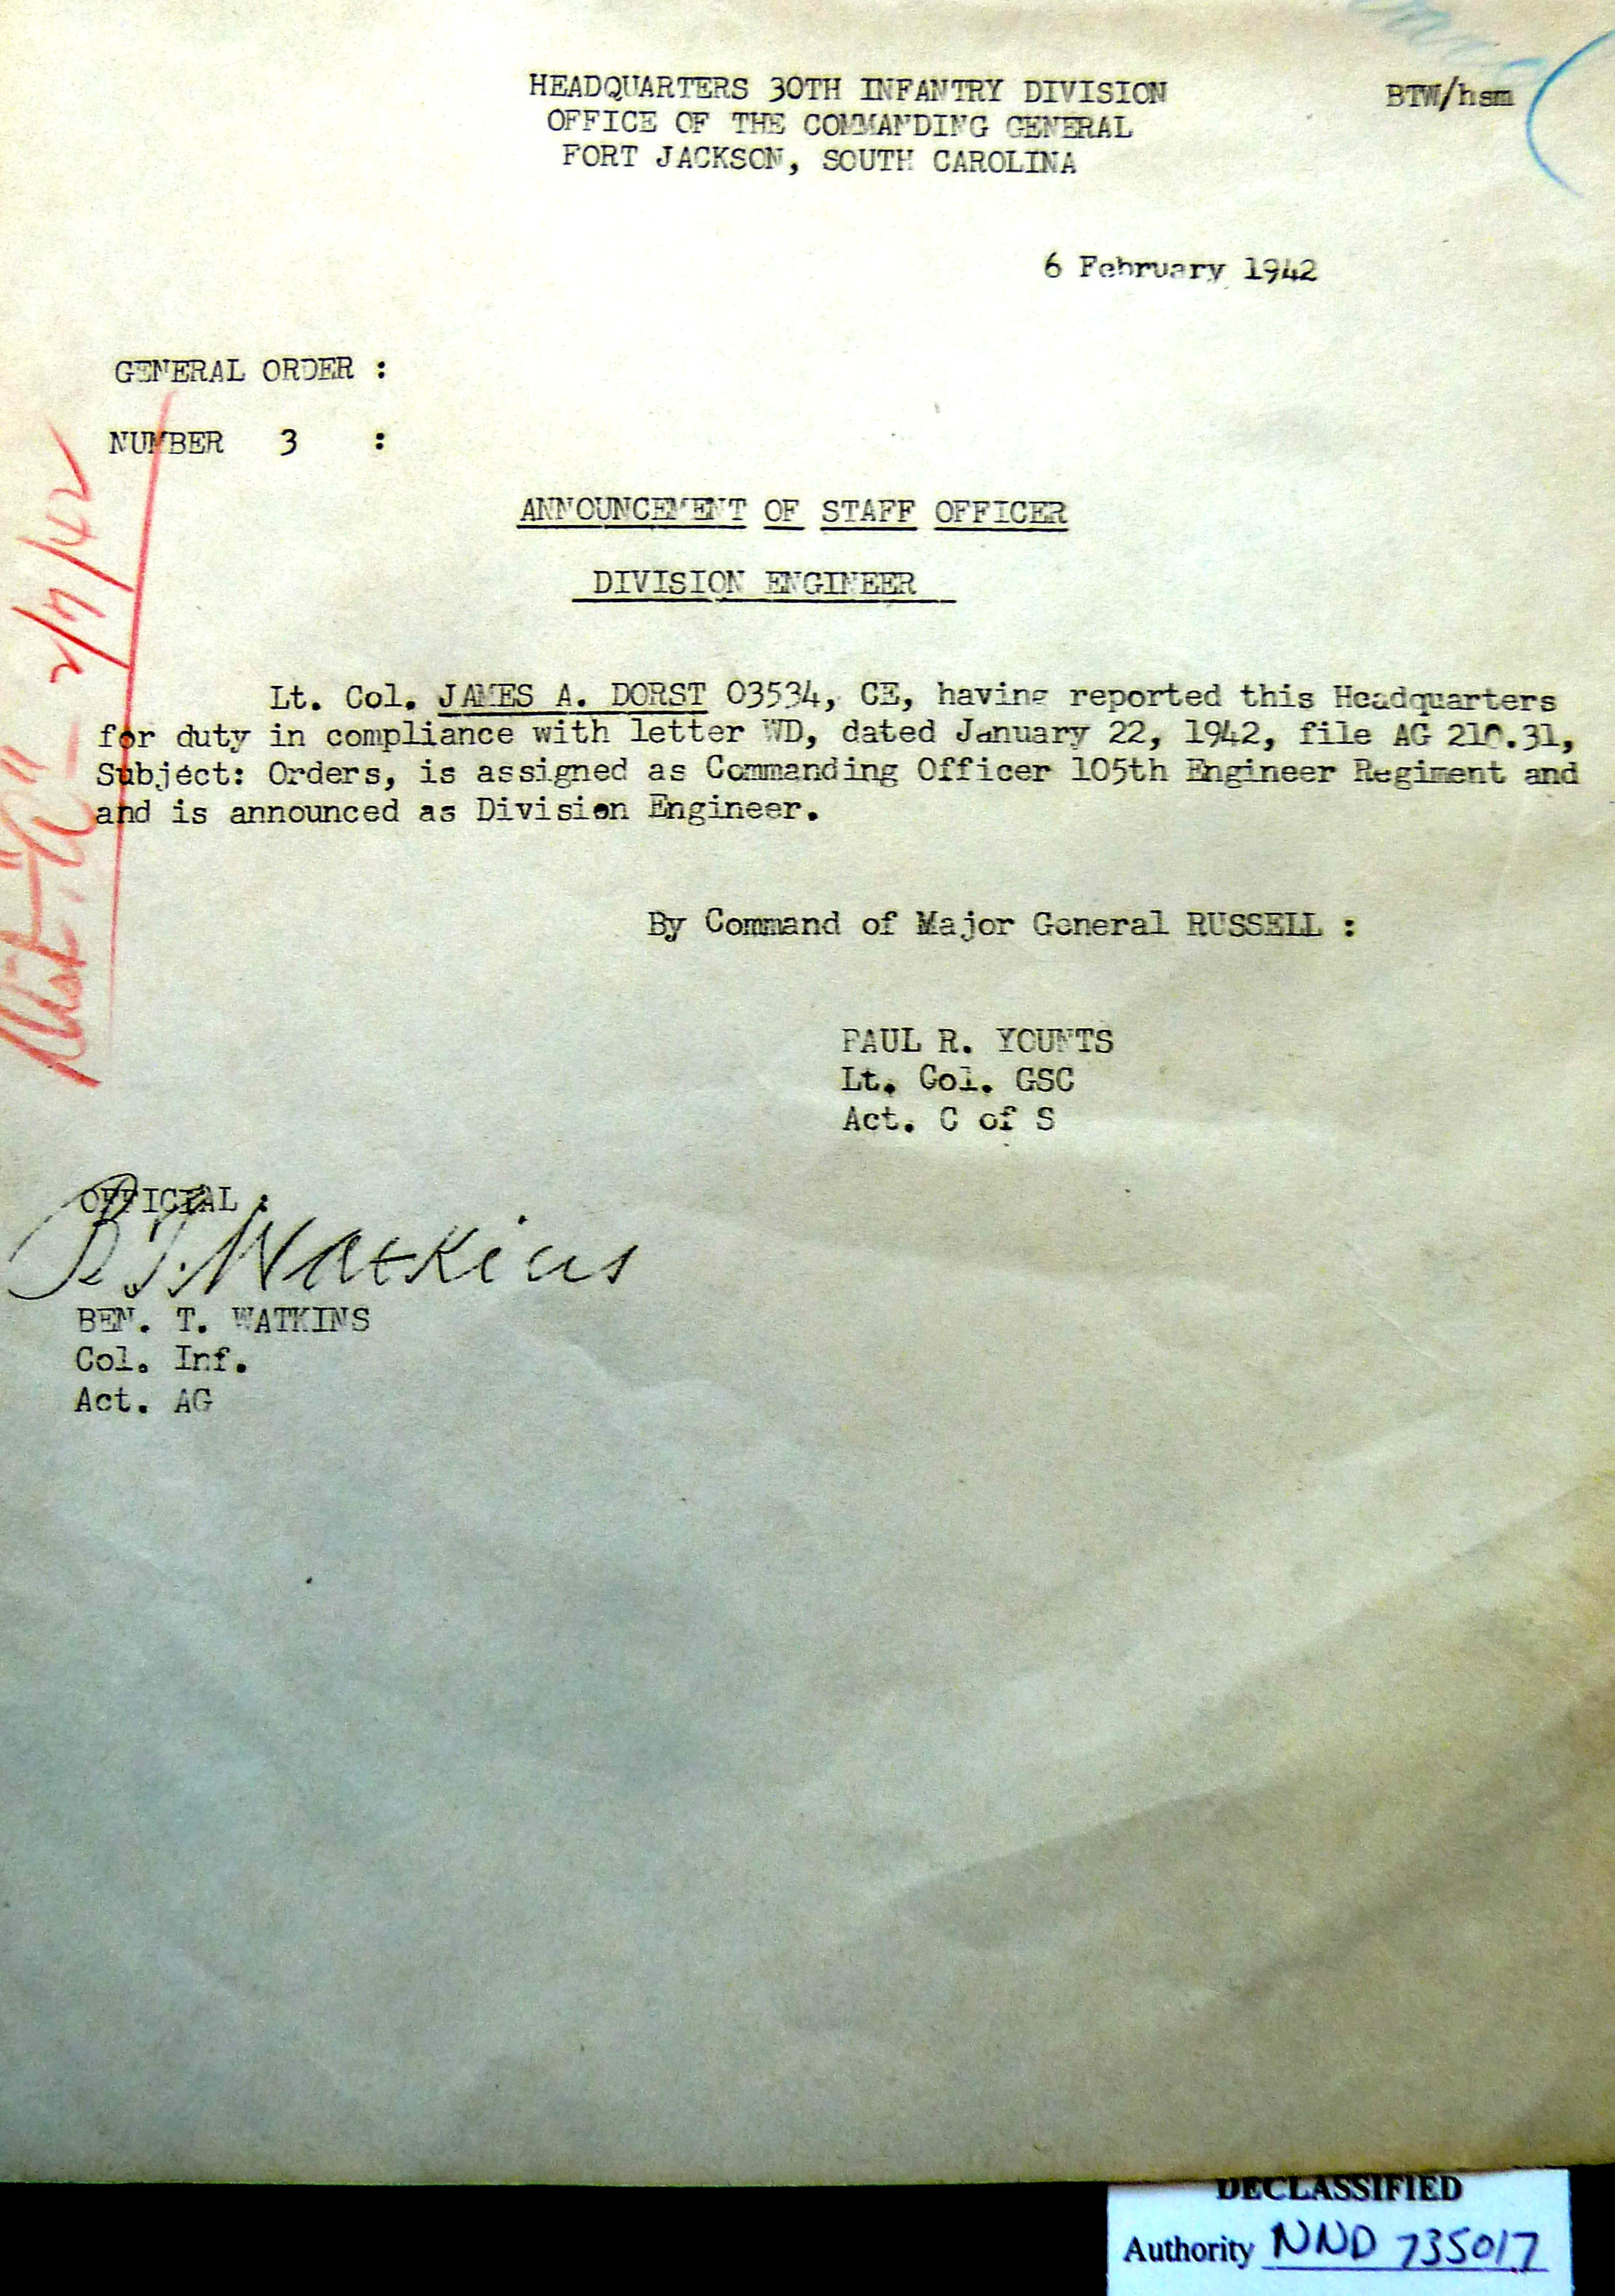 HEADQUARTERS 30TH INFANTRY DIVISION
BTW/hsm
OFFICE OF THE COMMANDING GENERAL
FORT JACKSON, SOUTH CAROLINA
6 February 1942
GENERAL ORDER :
NUMBER 3 :
ANNOUNCEMENT OF STAFF OFFICER
DIVISION ENGINEER
Lt. Col. JAMES A. DORST 03534, CE, having reported this Headquarters
for duty in compliance with letter WD, dated January 22, 1942, file AG 210.31,
Subject: Orders, is assigned as Commanding Officer 105th Engineer Regiment and
and is announced as Division Engineer.
By Command of Major General RUSSELL :
PAUL R. YOUNTS
Lt. Col. GSC
Act. C of S
OFFICIAL :
B.T. Watkins
BEN. T. WATKINS
Col. Inf.
Act. AG
2/7/42
DECLASSIFIED
Authority NND 735017